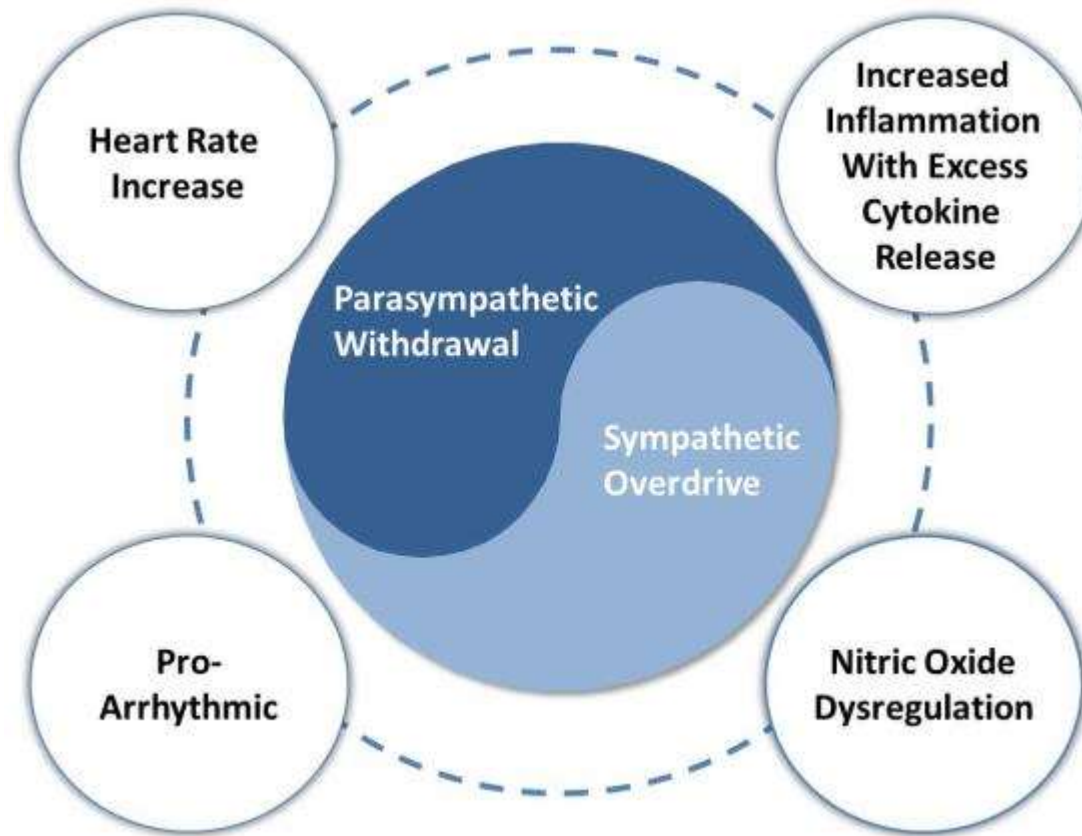 Heart Rate
Increase
Increased
Inflammation
With Excess
Cytokine
Release
Parasympathetic
Withdrawal
Sympathetic
Overdrive
Pro-
Arrhythmic
Nitric Oxide
Dysregulation